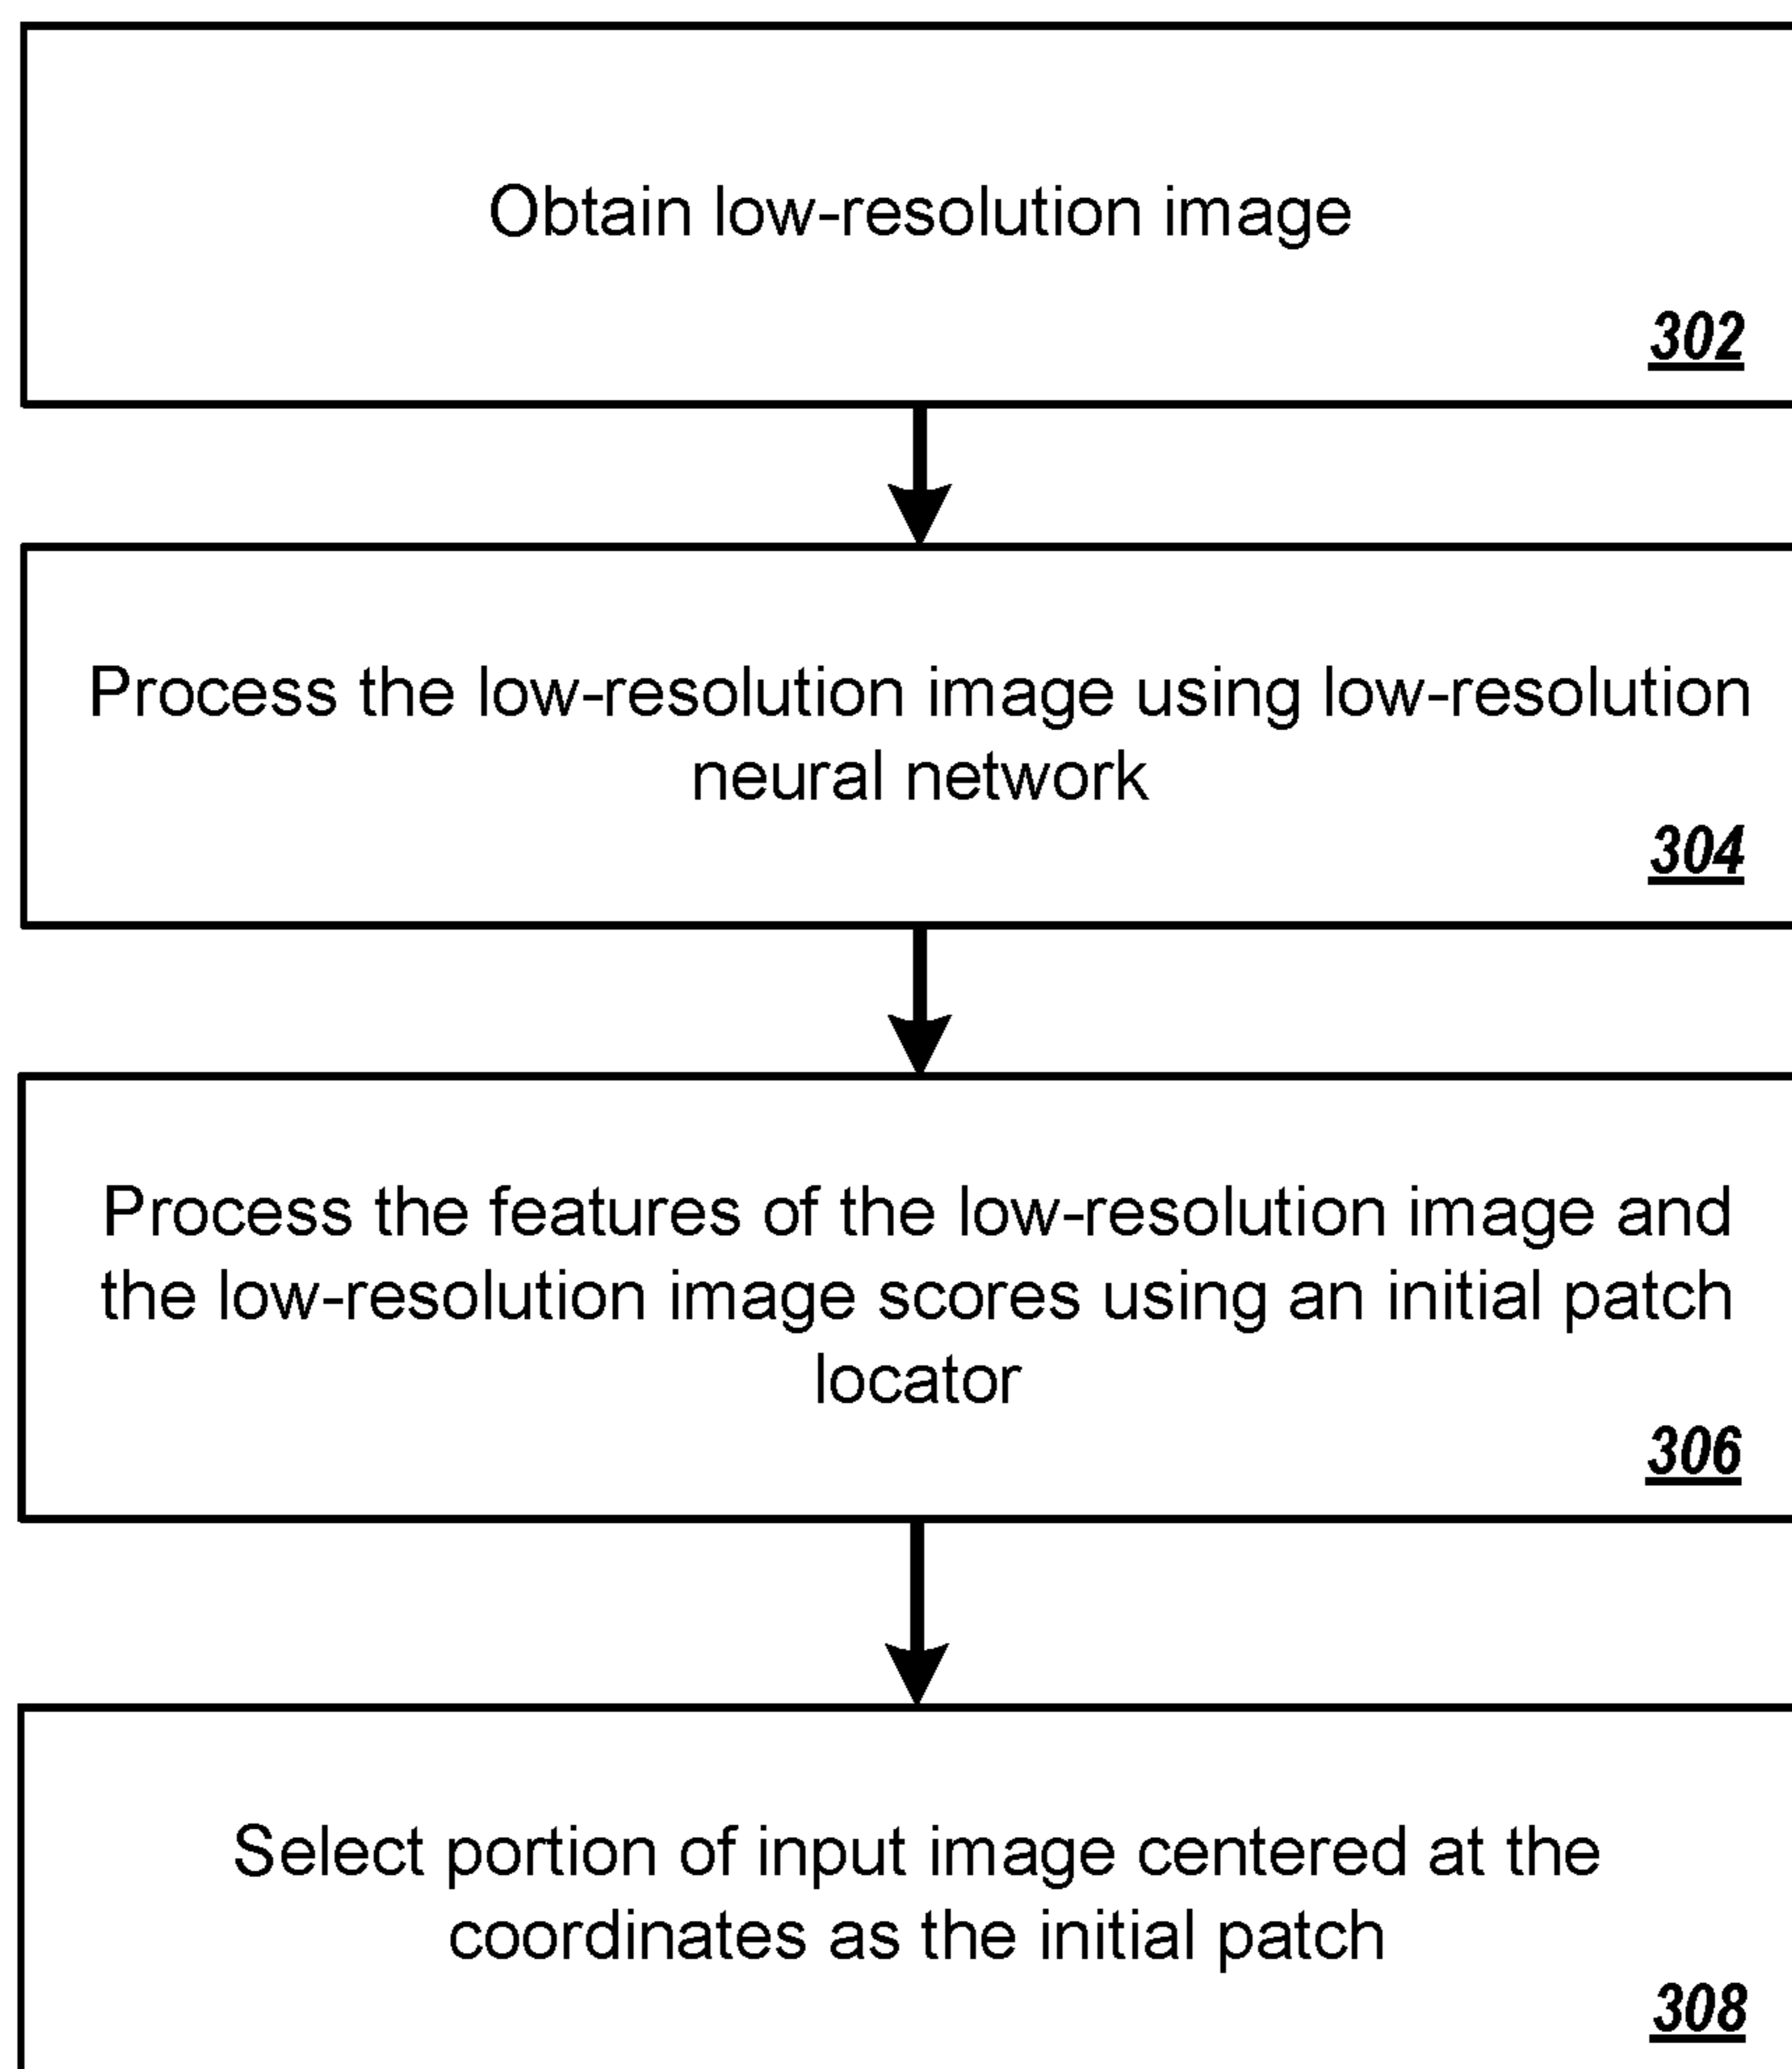 Obtain low-resolution image
302
Process the low-resolution image using low-resolution
neural network
304
Process the features of the low-resolution image and
the low-resolution image scores using an initial patch
locator
306
Select portion of input image centered at the
coordinates as the initial patch
308